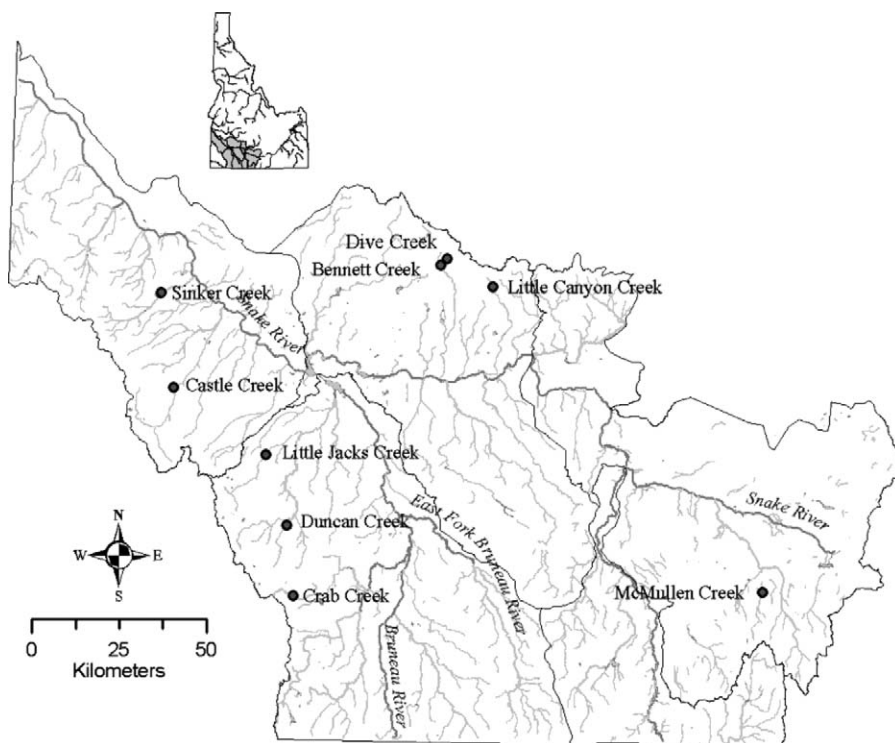 Dive Creek
Bennett Creek
Little Canyon Creek
Sinker Creek
Snake River
Castle Creek
Little Jacks Creek
East Fork Bruneau River
Snake River
Duncan Creek
N
W E
S
Crab Creek
McMullen Creek
Bruneau River
0 25 50
Kilometers